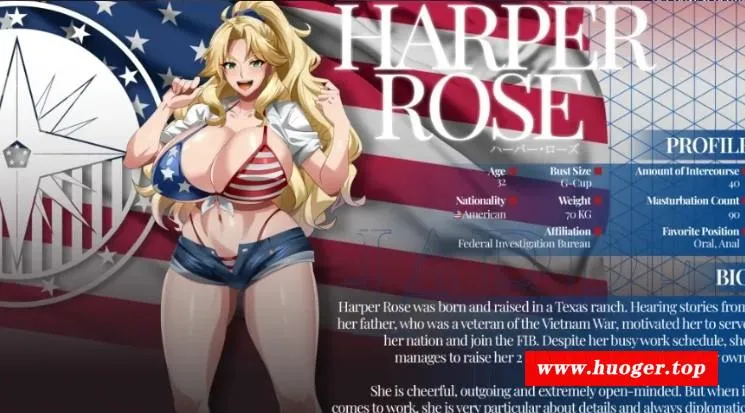 HARPER
ROSE
ハーパー・ローズ
PROFILE
Age
32
Bust Size
G-Cup
Amount of Intercourse
40
Nationality
American
Weight
70 KG
Masturbation Count
90
Affiliation
Federal Investigation Bureau
Favorite Position
Oral, Anal
BIO
Harper Rose was born and raised in a Texas ranch. Hearing stories from
her father, who was a veteran of the Vietnam War, motivated her to serve
her nation and join the FIB. Despite her busy work schedule, she
manages to raise her 2 own
www.huoger.top
She is cheerful, outgoing and extremely open-minded. But when i
comes to work, she is very particular about details and always diplomati